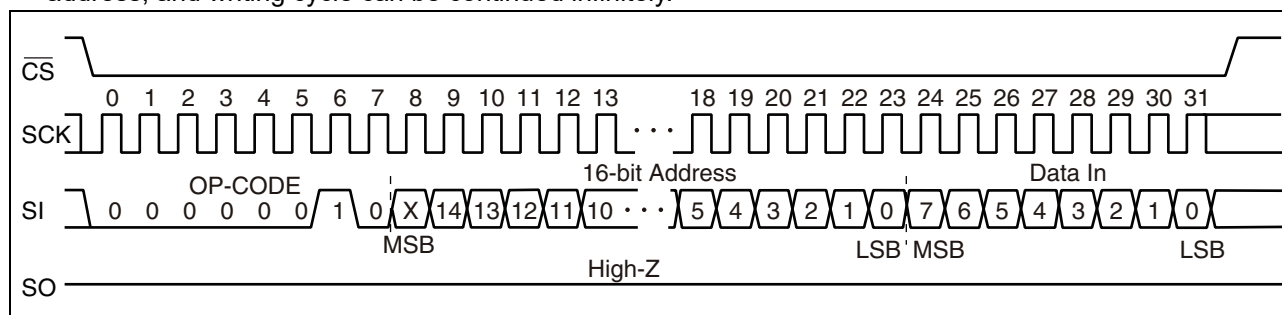 address, and writing cycle can be continued infinitely.
CS
0 1 2 3 4 5 6 7 8 9 10 11 12 13 18 19 20 21 22 23 24 25 26 27 28 29 30 31
SCK ···
OP-CODE 16-bit Address Data In
SI 0 0 0 0 0 0 1 0 X 14 13 12 11 10 ··· 5 4 3 2 1 0 7 6 5 4 3 2 1 0
MSB LSB MSB LSB
High-Z
SO